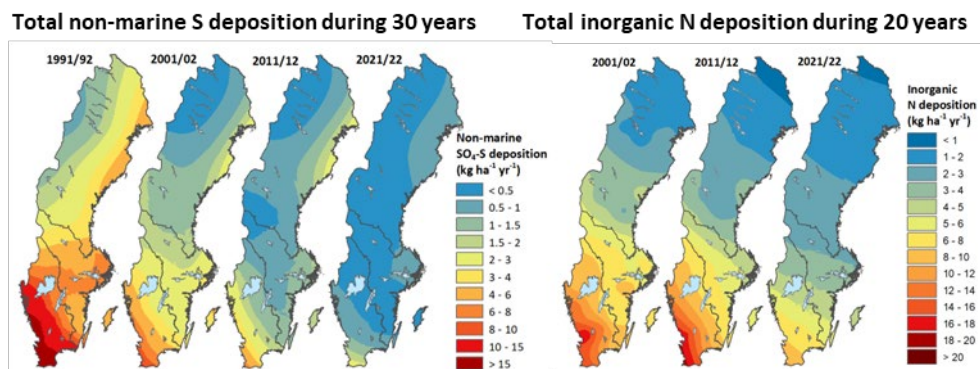 Total non-marine S deposition during 30 years
1991/92
2001/02
2011/12
2021/22
Non-marine
SO₄-S deposition
(kg ha⁻¹ yr⁻¹)
< 0.5
0.5 - 1
1 - 1.5
1.5 - 2
2 - 3
3 - 4
4 - 6
6 - 8
8 - 10
10 - 15
> 15
Total inorganic N deposition during 20 years
2001/02
2011/12
2021/22
Inorganic
N deposition
(kg ha⁻¹ yr⁻¹)
< 1
1 - 2
2 - 3
3 - 4
4 - 5
5 - 6
6 - 8
8 - 10
10 - 12
12 - 14
14 - 16
16 - 18
18 - 20
> 20